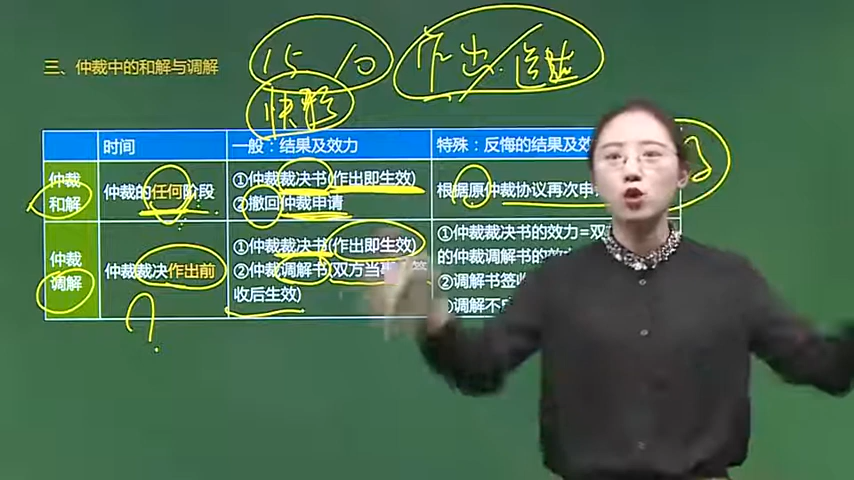 三、仲裁中的和解与调解
15 10
作出 送达
快
时间
一般：结果及效力
特殊：反悔的结果及效
仲裁
和解
仲裁的任何阶段
①仲裁裁决书(作出即生效)
②撤回仲裁申请
根据原仲裁协议再次申
仲裁
调解
仲裁裁决作出前
①仲裁裁决书(作出即生效)
②仲裁调解书(双方当事
收后生效)
①仲裁裁决书的效力=双
的仲裁调解书的效
②调解书签收
调解不
?